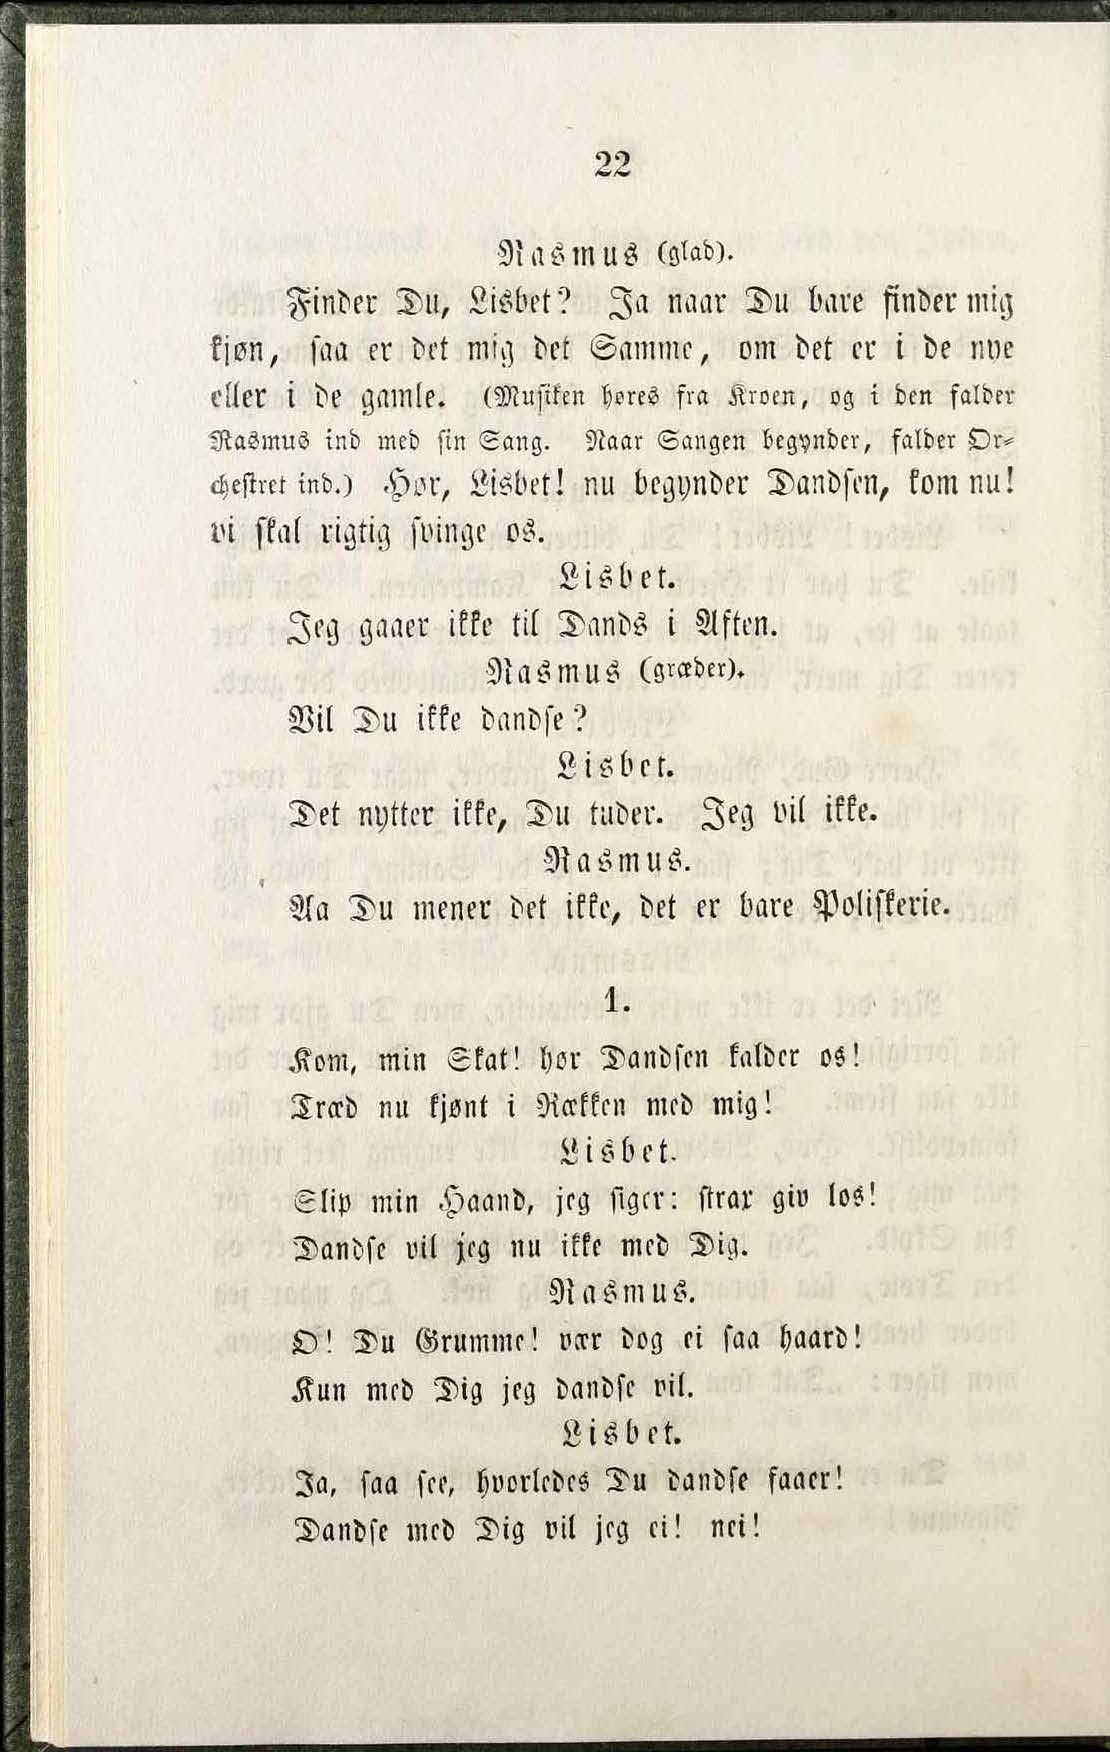 22
Rasmus (glad).
Finder Du, Lisbet? Ja naar Du bare finder mig
kjøn, saa er det mig det Samme, om det er i de nye
eller i de gamle. (Musiken høres fra Kroen, og i den falder
Rasmus ind med sin Sang. Naar Sangen begynder, falder Or-
chestret ind.) Hør, Lisbet! nu begynder Dandsen, kom nu!
vi skal rigtig svinge os.
Lisbet.
Jeg gaaer ikke til Dands i Aften.
Rasmus (græder).
Vil Du ikke dandse?
Lisbet.
Det nytter ikke, Du tuder. Jeg vil ikke.
Rasmus.
Aa Du mener det ikke, det er bare Poliskerie.
1.
Kom, min Skat! hør Dandsen kalder os!
Træd nu kjønt i Rækken med mig!
Lisbet.
Slip min Haand, jeg siger: strax giv los!
Dandse vil jeg nu ikke med Dig.
Rasmus.
O! Du Grumme! vær dog ei saa haard!
Kun med Dig jeg dandse vil.
Lisbet.
Ja, saa see, hvorledes Du dandse faaer!
Dandse med Dig vil jeg ei! nei!